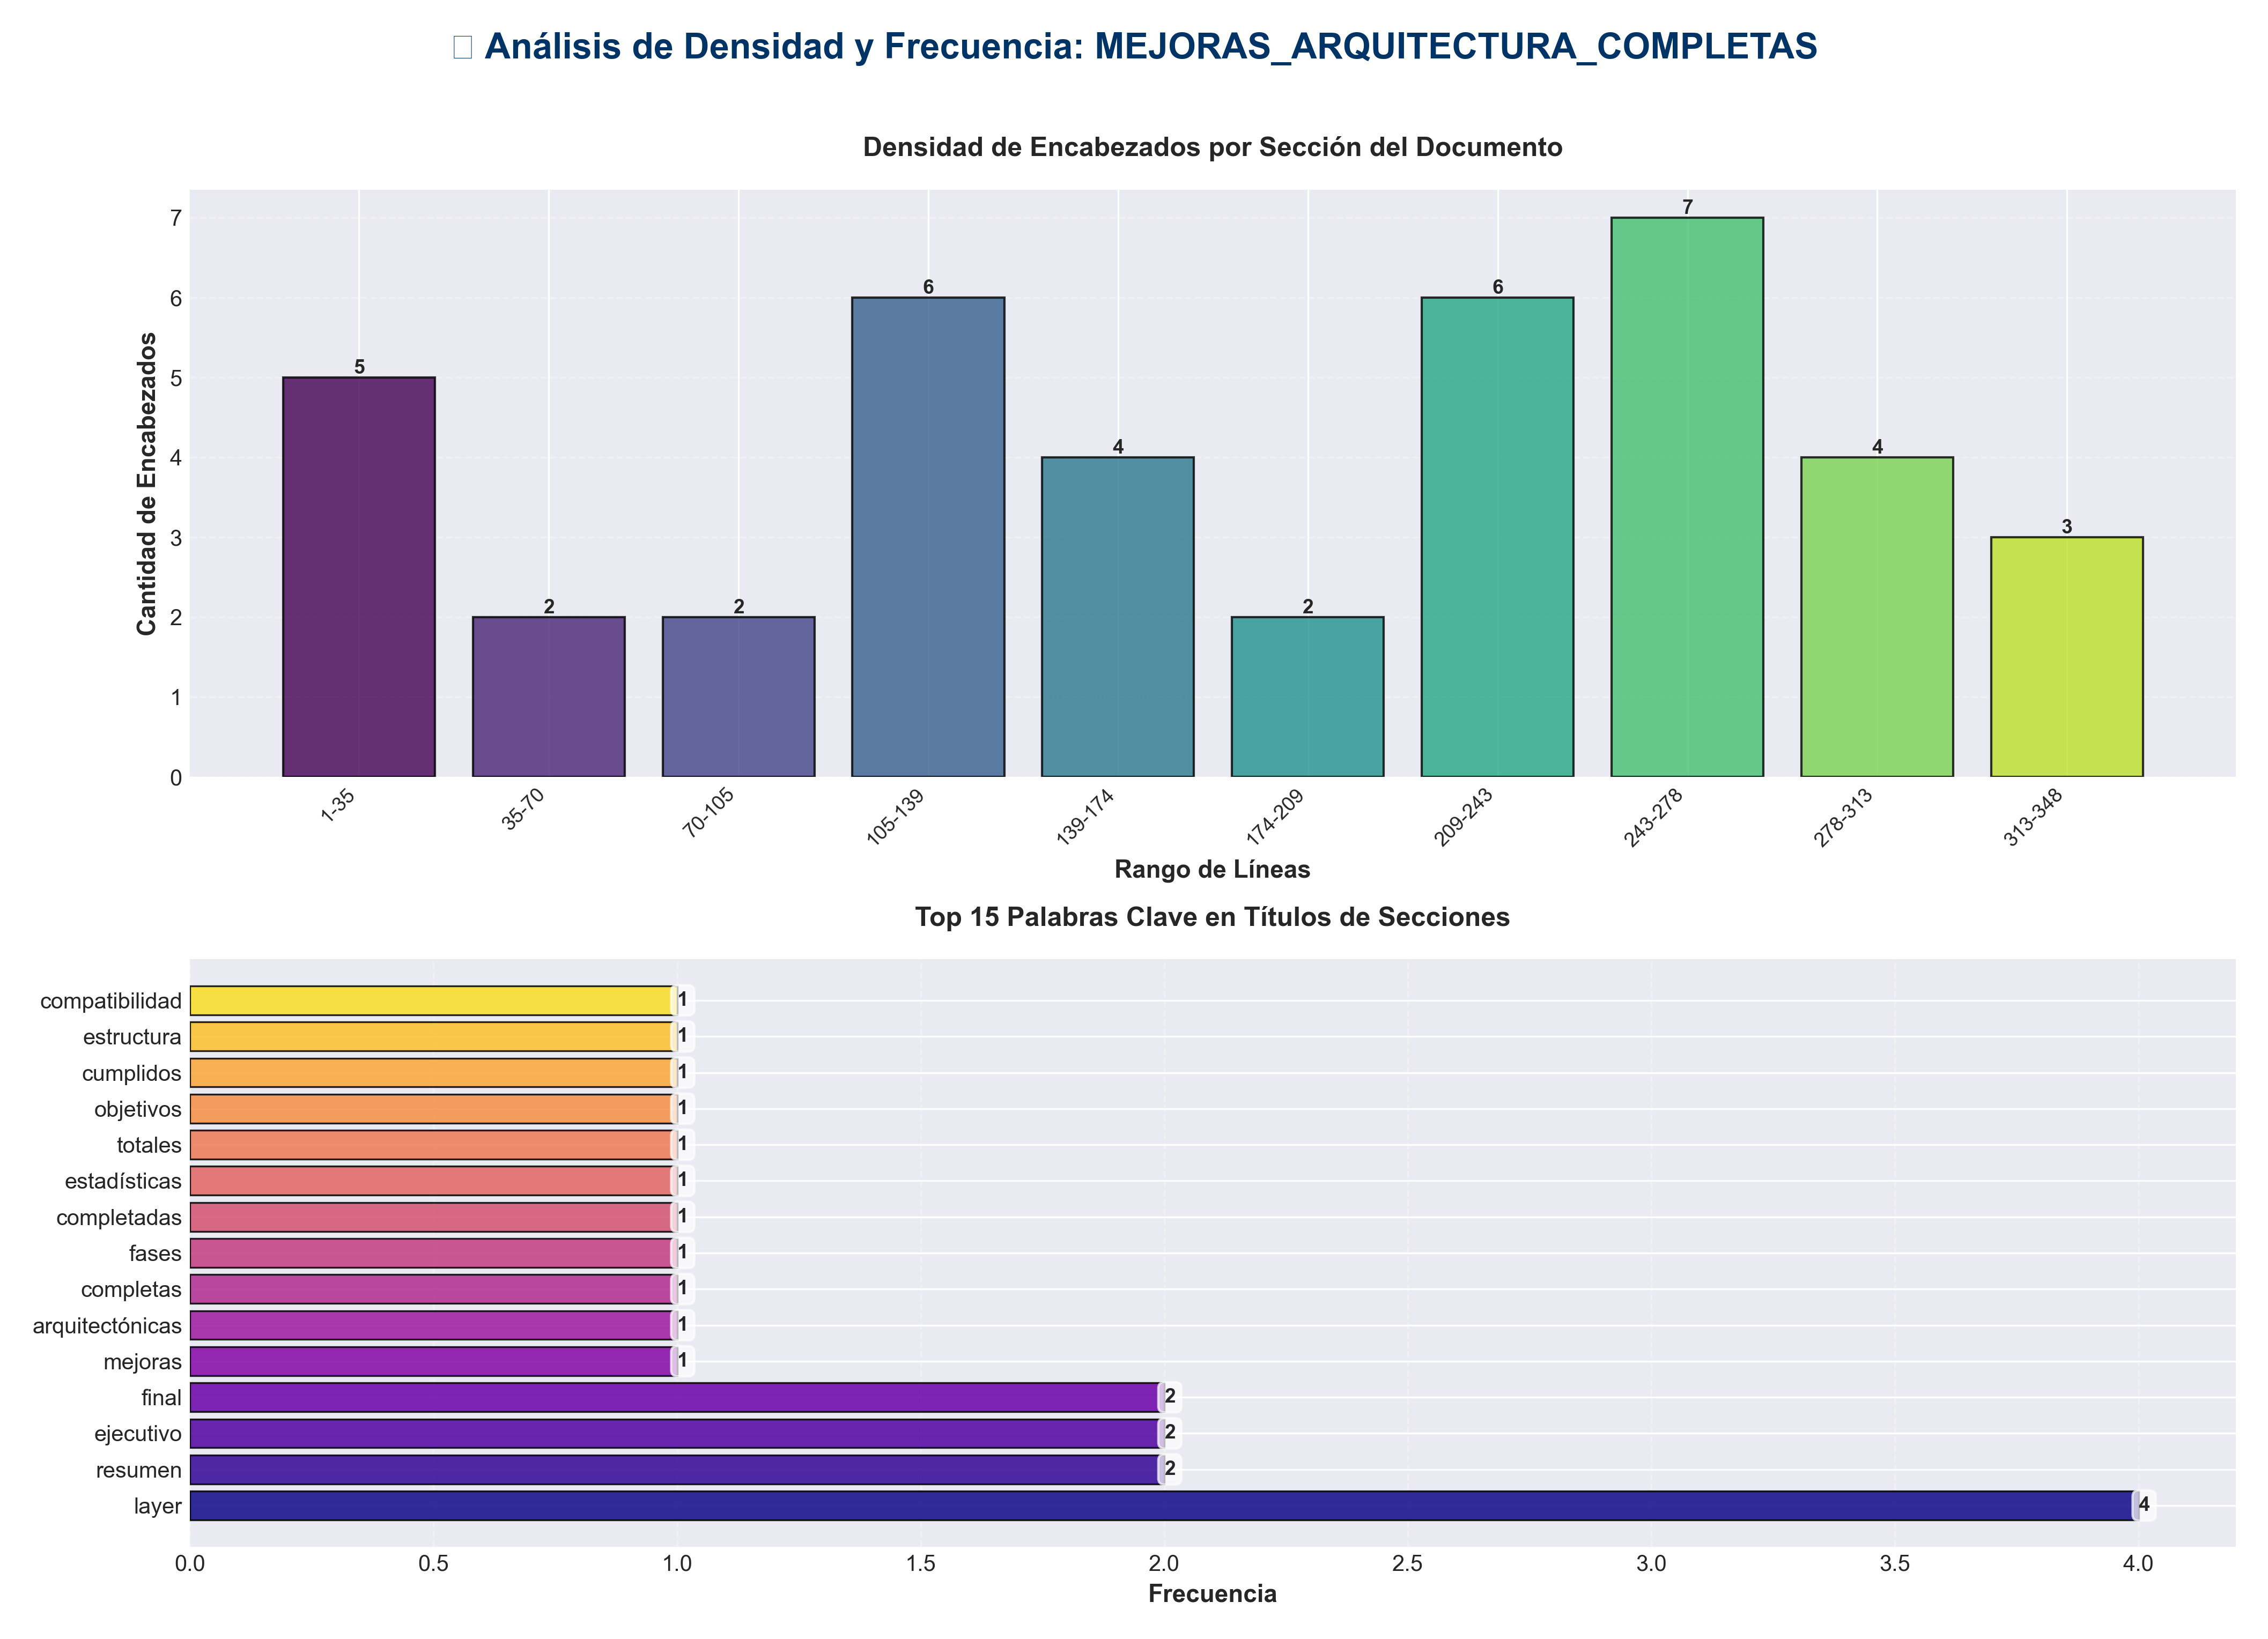 Análisis de Densidad y Frecuencia: MEJORAS_ARQUITECTURA_COMPLETAS
Densidad de Encabezados por Sección del Documento
Cantidad de Encabezados
7
6
5
4
3
2
1
0
5
2
2
6
4
2
6
7
4
3
1-35
35-70
70-105
105-139
139-174
174-209
209-243
243-278
278-313
313-348
Rango de Líneas
Top 15 Palabras Clave en Títulos de Secciones
compatibilidad 1
estructura 1
cumplidos 1
objetivos 1
totales 1
estadísticas 1
completadas 1
fases 1
completas 1
arquitectónicas 1
mejoras 1
final 2
ejecutivo 2
resumen 2
layer 4
0.0 0.5 1.0 1.5 2.0 2.5 3.0 3.5 4.0
Frecuencia